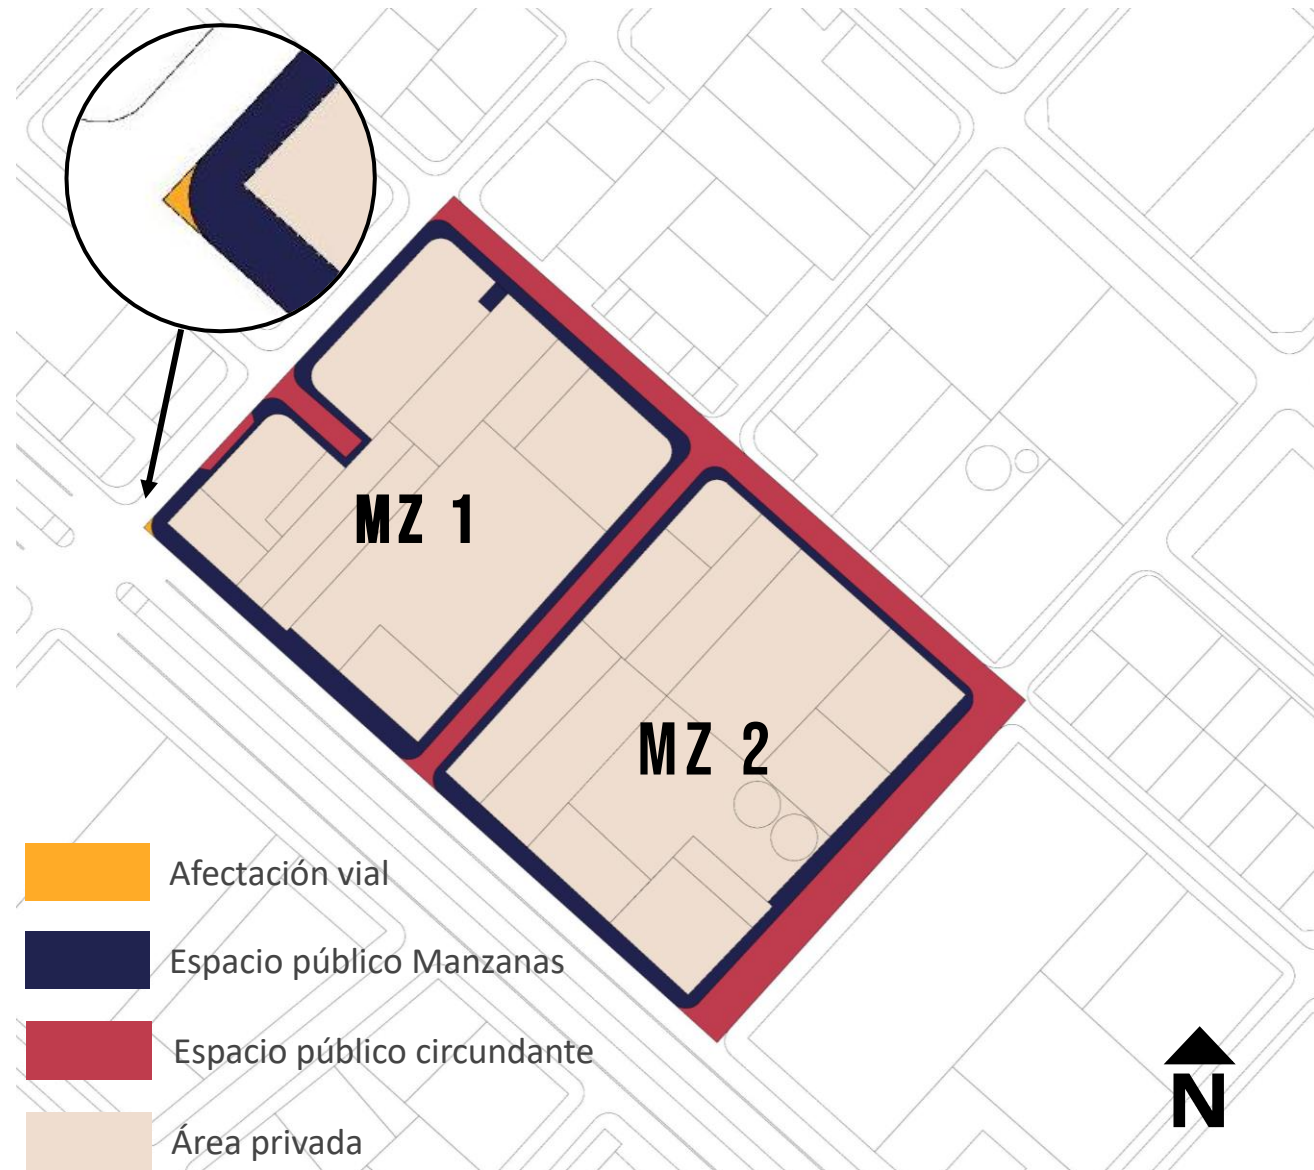 MZ 1
MZ 2
Afectación vial
Espacio público Manzanas
Espacio público circundante
Área privada
N